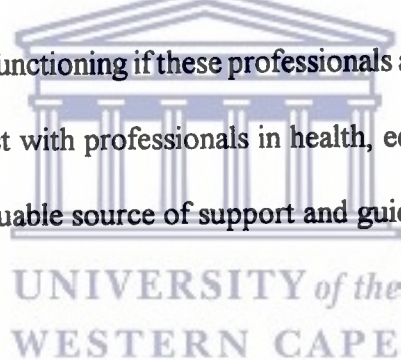 functioning if these professionals a
t with professionals in health, e
uable source of support and gui
UNIVERSITY of the
WESTERN CAPE